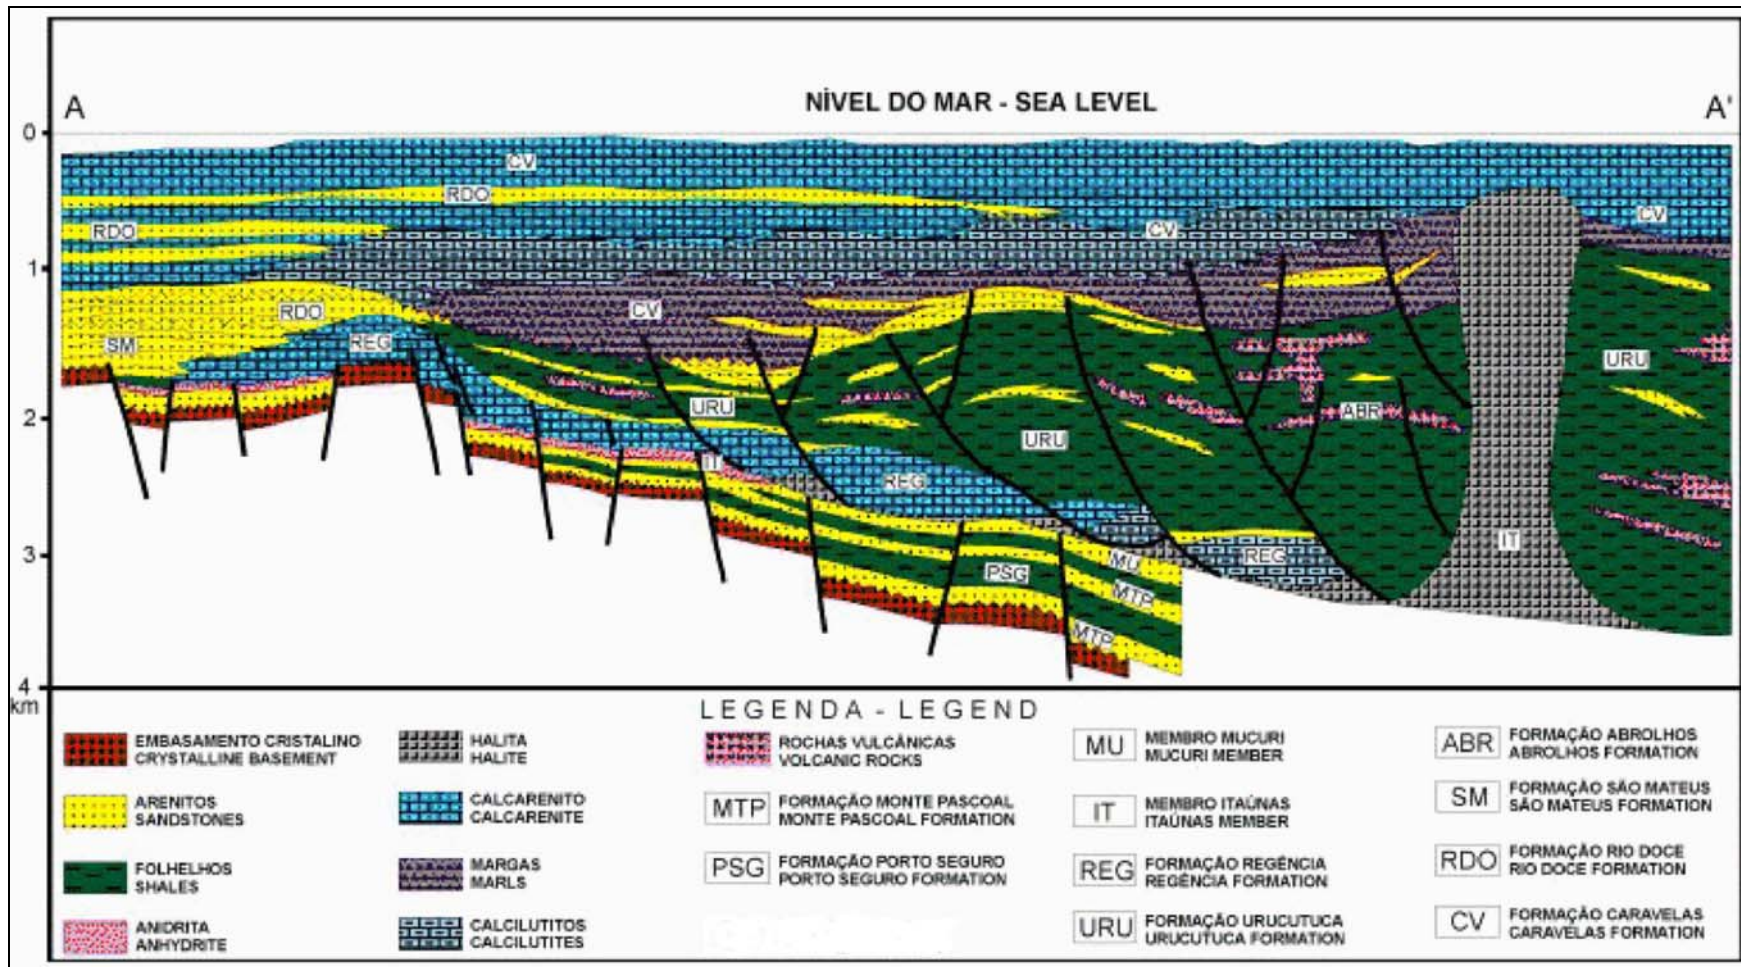 A
NÍVEL DO MAR - SEA LEVEL
A'
0
CV
RDO
CV
CV
RDO
1
RDO
CV
SM
REG
URU
ABR
URU
2
URU
IT
REG
IT
3
MU
REG
PSG
MTP
MTP
4
km
LEGENDA - LEGEND
EMBASAMENTO CRISTALINO
CRYSTALLINE BASEMENT
ARENITOS
SANDSTONES
FOLHELHOS
SHALES
ANIDRITA
ANHYDRITE
HALITA
HALITE
CALCARENITO
CALCARENITE
MARGAS
MARLS
CALCILUTITOS
CALCILUTITES
ROCHAS VULCÂNICAS
VOLCANIC ROCKS
MTP
FORMAÇÃO MONTE PASCOAL
MONTE PASCOAL FORMATION
PSG
FORMAÇÃO PORTO SEGURO
PORTO SEGURO FORMATION
MU
MEMBRO MUCURI
MUCURI MEMBER
IT
MEMBRO ITAÚNAS
ITAÚNAS MEMBER
REG
FORMAÇÃO REGÊNCIA
REGÊNCIA FORMATION
URU
FORMAÇÃO URUCUTUCA
URUCUTUCA FORMATION
ABR
FORMAÇÃO ABROLHOS
ABROLHOS FORMATION
SM
FORMAÇÃO SÃO MATEUS
SÃO MATEUS FORMATION
RDO
FORMAÇÃO RIO DOCE
RIO DOCE FORMATION
CV
FORMAÇÃO CARAVELAS
CARAVELAS FORMATION